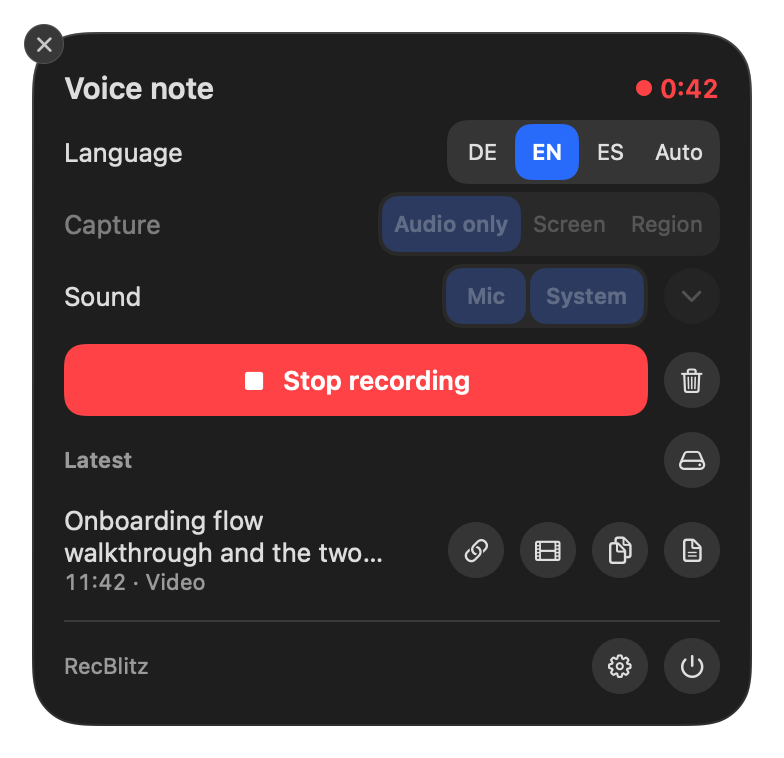 Voice note
0:42
Language
DE EN ES Auto
Capture
Audio only Screen Region
Sound
Mic System
Stop recording
Latest
Onboarding flow
walkthrough and the two...
11:42 · Video
RecBlitz